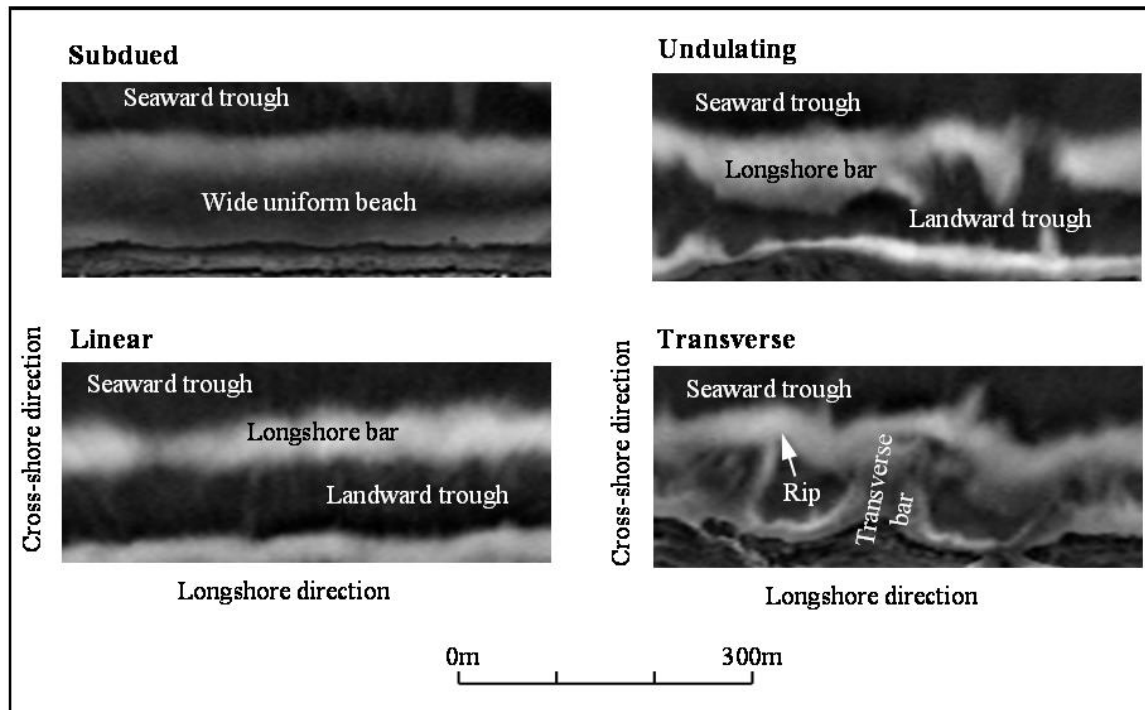 Subdued
Seaward trough
Wide uniform beach
Undulating
Seaward trough
Longshore bar
Landward trough
Linear
Seaward trough
Longshore bar
Landward trough
Cross-shore direction
Longshore direction
Transverse
Seaward trough
Rip
Transverse
bar
Cross-shore direction
Longshore direction
0m
300m